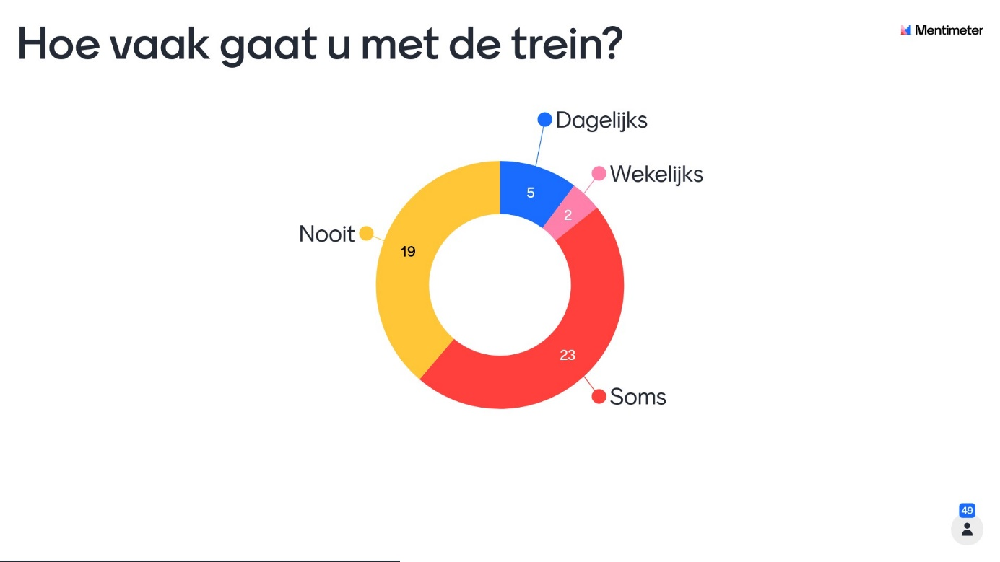 Hoe vaak gaat u met de trein?
Mentimeter
Dagelijks
Wekelijks
5
2
Nooit
19
23
Soms
49